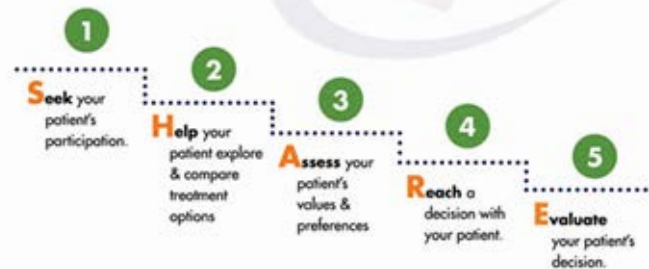 1
Seek your
patient's
participation.
2
Help your
patient explore
& compare
treatment
options
3
Assess your
patient's
values &
preferences
4
Reach a
decision with
your patient.
5
Evaluate
your patient's
decision.